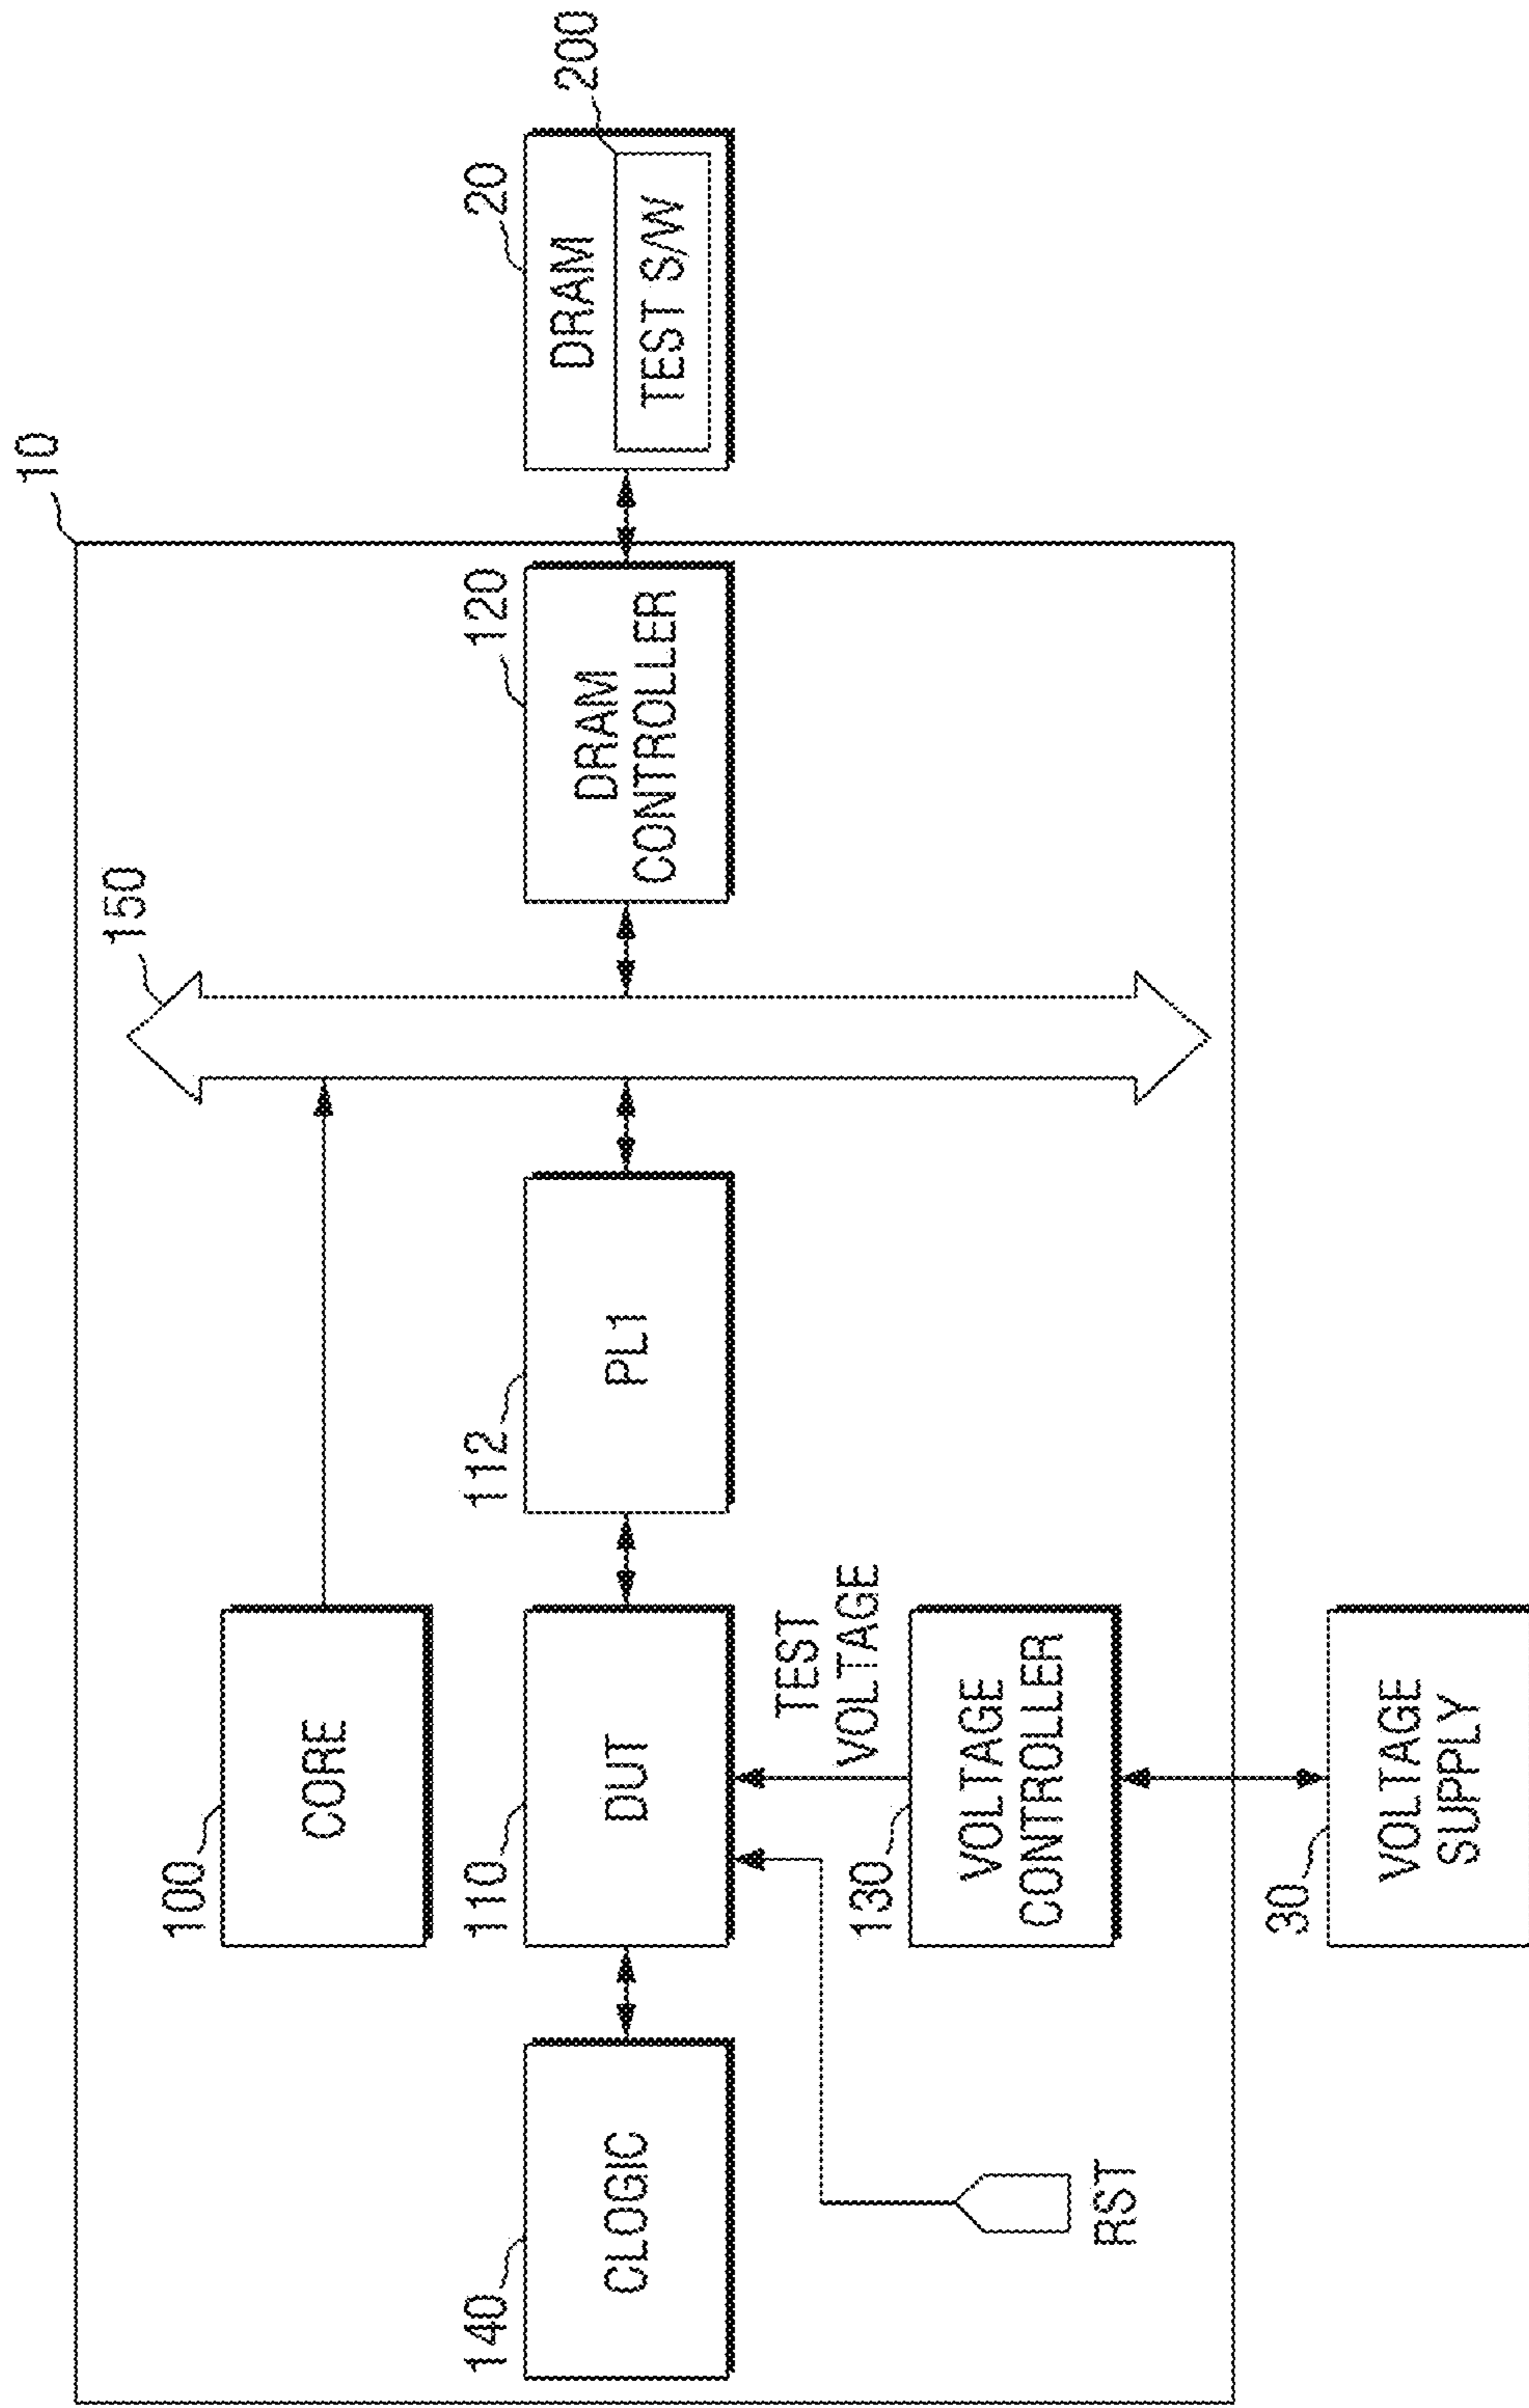 10
150
100
CORE
140
CLOGIC
110
DUT
112
PL1
120
DRAM
CONTROLLER
20
DRAM
200
TEST S/W
TEST
VOLTAGE
RST
130
VOLTAGE
CONTROLLER
30
VOLTAGE
SUPPLY